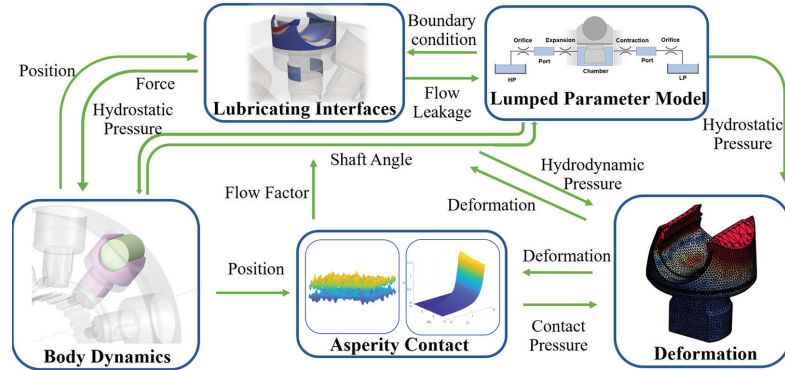 Boundary
condition
Orifice
Expansion
Contraction
Orifice
Port
Port
HP
Chamber
LP
Position
Force
Hydrostatic
Pressure
Lubricating Interfaces
Flow
Leakage
Lumped Parameter Model
Hydrostatic
Pressure
Shaft Angle
Flow Factor
Hydrodynamic
Pressure
Deformation
Position
Deformation
Contact
Pressure
Body Dynamics
Asperity Contact
Deformation